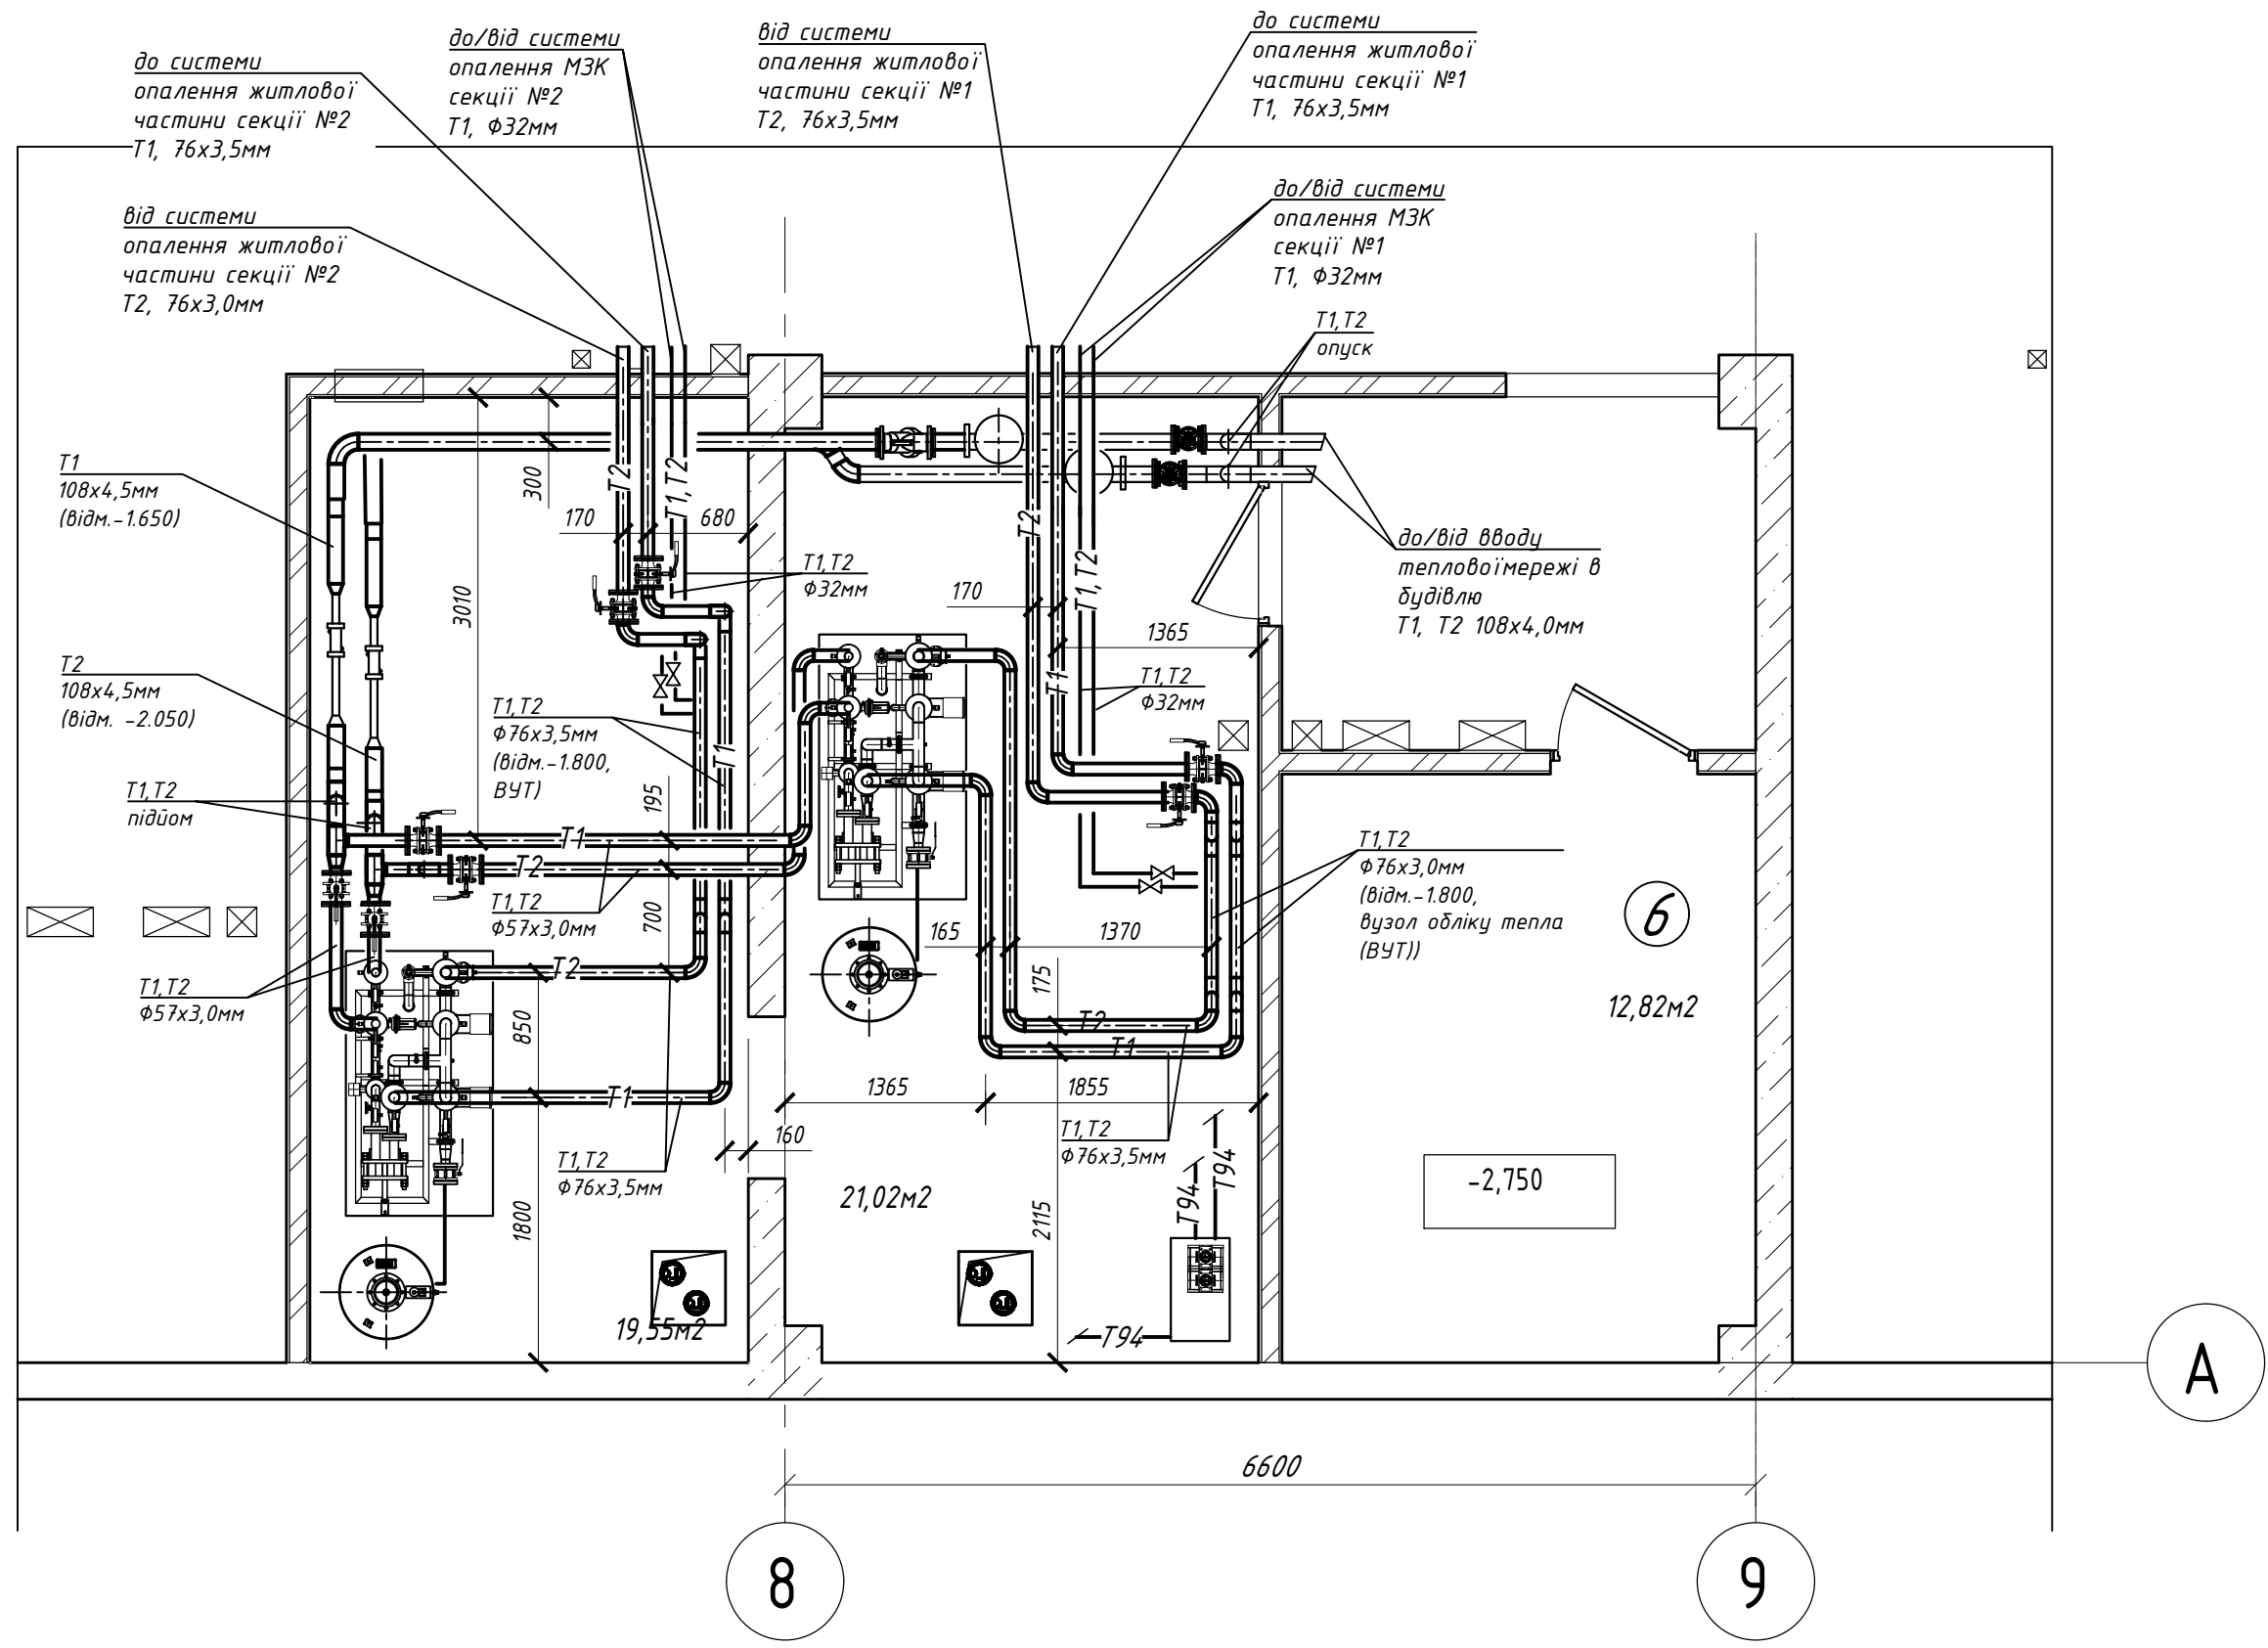 до системи
опалення житлової
частини секції №2
Т1, 76х3,5мм
до/від системи
опалення МЗК
секції №2
Т1, Ф32мм
від системи
опалення житлової
частини секції №1
Т2, 76х3,5мм
до системи
опалення житлової
частини секції №1
Т1, 76х3,5мм
від системи
опалення житлової
частини секції №2
Т2, 76х3,0мм
до/від системи
опалення МЗК
секції №1
Т1, Ф32мм
Т1,Т2
опуск
Т1
108х4,5мм
(відм.-1.650)
300
Т2
Т1,Т2
170
680
Т2
до/від вводу
тепловоїмережі в
будівлю
Т1, Т2 108х4,0мм
3010
Т1,Т2
Ф32мм
170
Т1,Т2
1365
Т2
108х4,5мм
(відм. -2.050)
Т1
Т1,Т2
Ф32мм
Т1,Т2
Ф76х3,5мм
(відм.-1.800,
ВУТ)
Т1
195
Т1,Т2
підйом
Т1
Т2
Т1,Т2
Ф57х3,0мм
700
Т1,Т2
Ф76х3,0мм
(відм.-1.800,
вузол обліку тепла
(ВУТ))
6
165
1370
Т2
175
Т1,Т2
Ф57х3,0мм
850
12,82м2
Т2
Т1
Т1
1365
1855
160
Т1,Т2
Ф76х3,5мм
Т1,Т2
Ф76х3,5мм
Т94
Т94
-2,750
21,02м2
1800
2115
19,55м2
Т94
А
6600
8
9